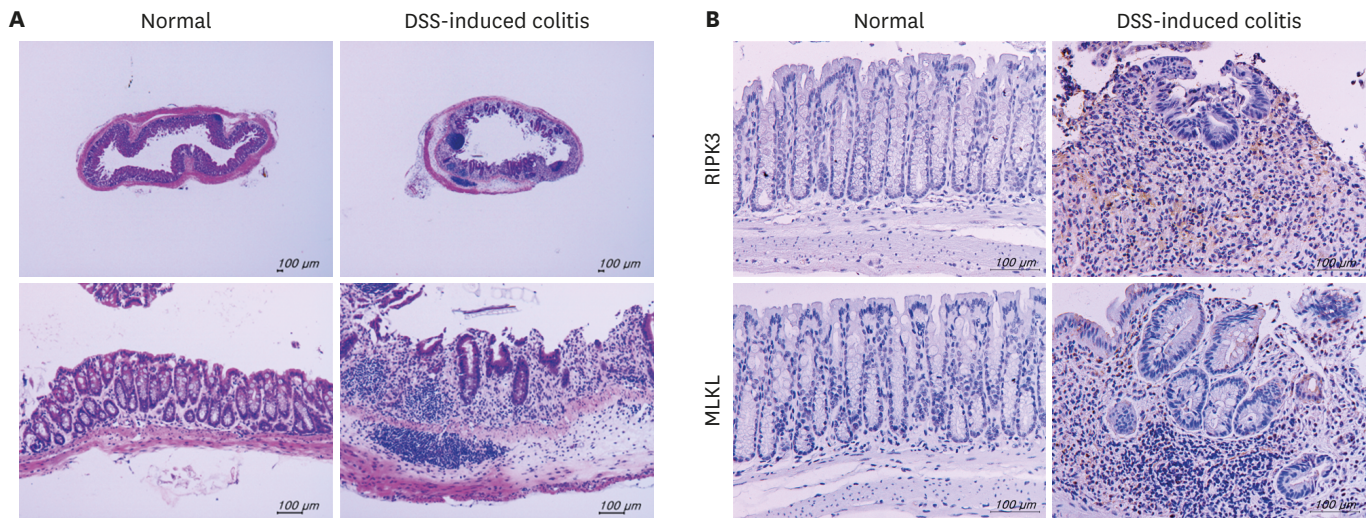 A
Normal
DSS-induced colitis
100 µm
100 µm
100 µm
100 µm
B
Normal
DSS-induced colitis
RIPK3
100 µm
100 µm
MLKL
100 µm
100 µm